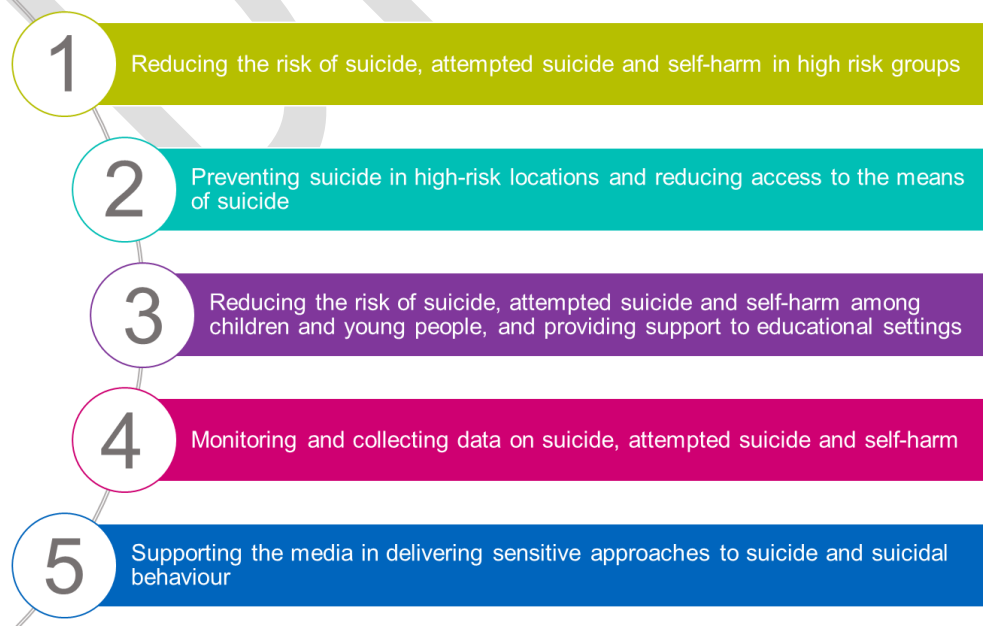 1
Reducing the risk of suicide, attempted suicide and self-harm in high risk groups
2
Preventing suicide in high-risk locations and reducing access to the means
of suicide
3
Reducing the risk of suicide, attempted suicide and self-harm among
children and young people, and providing support to educational settings
4
Monitoring and collecting data on suicide, attempted suicide and self-harm
5
Supporting the media in delivering sensitive approaches to suicide and suicidal
behaviour